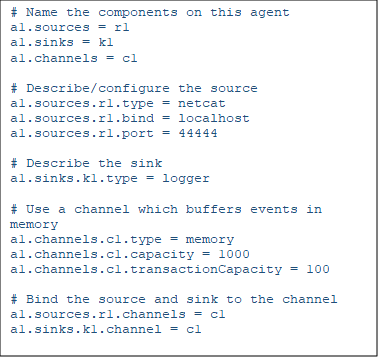 # Name the components on this agent
a1.sources = r1
a1.sinks = k1
a1.channels = c1

# Describe/configure the source
a1.sources.r1.type = netcat
a1.sources.r1.bind = localhost
a1.sources.r1.port = 44444

# Describe the sink
a1.sinks.k1.type = logger

# Use a channel which buffers events in
memory
a1.channels.c1.type = memory
a1.channels.c1.capacity = 1000
a1.channels.c1.transactionCapacity = 100

# Bind the source and sink to the channel
a1.sources.r1.channels = c1
a1.sinks.k1.channel = c1